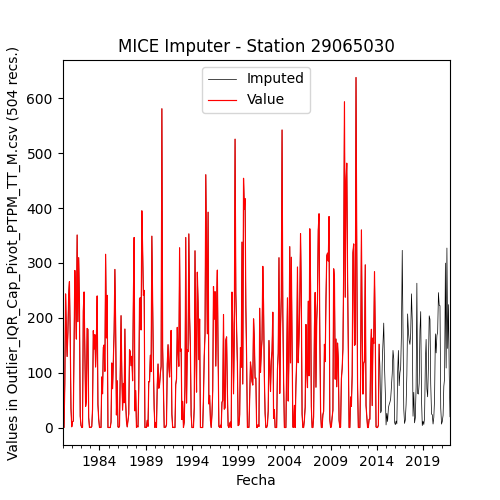 MICE Imputer - Station 29065030
Imputed
Value
Values in Outlier_IQR_Cap_Pivot_PTPM_TT_M.csv (504 recs.)
600
500
400
300
200
100
0
1984 1989 1994 1999 2004 2009 2014 2019
Fecha